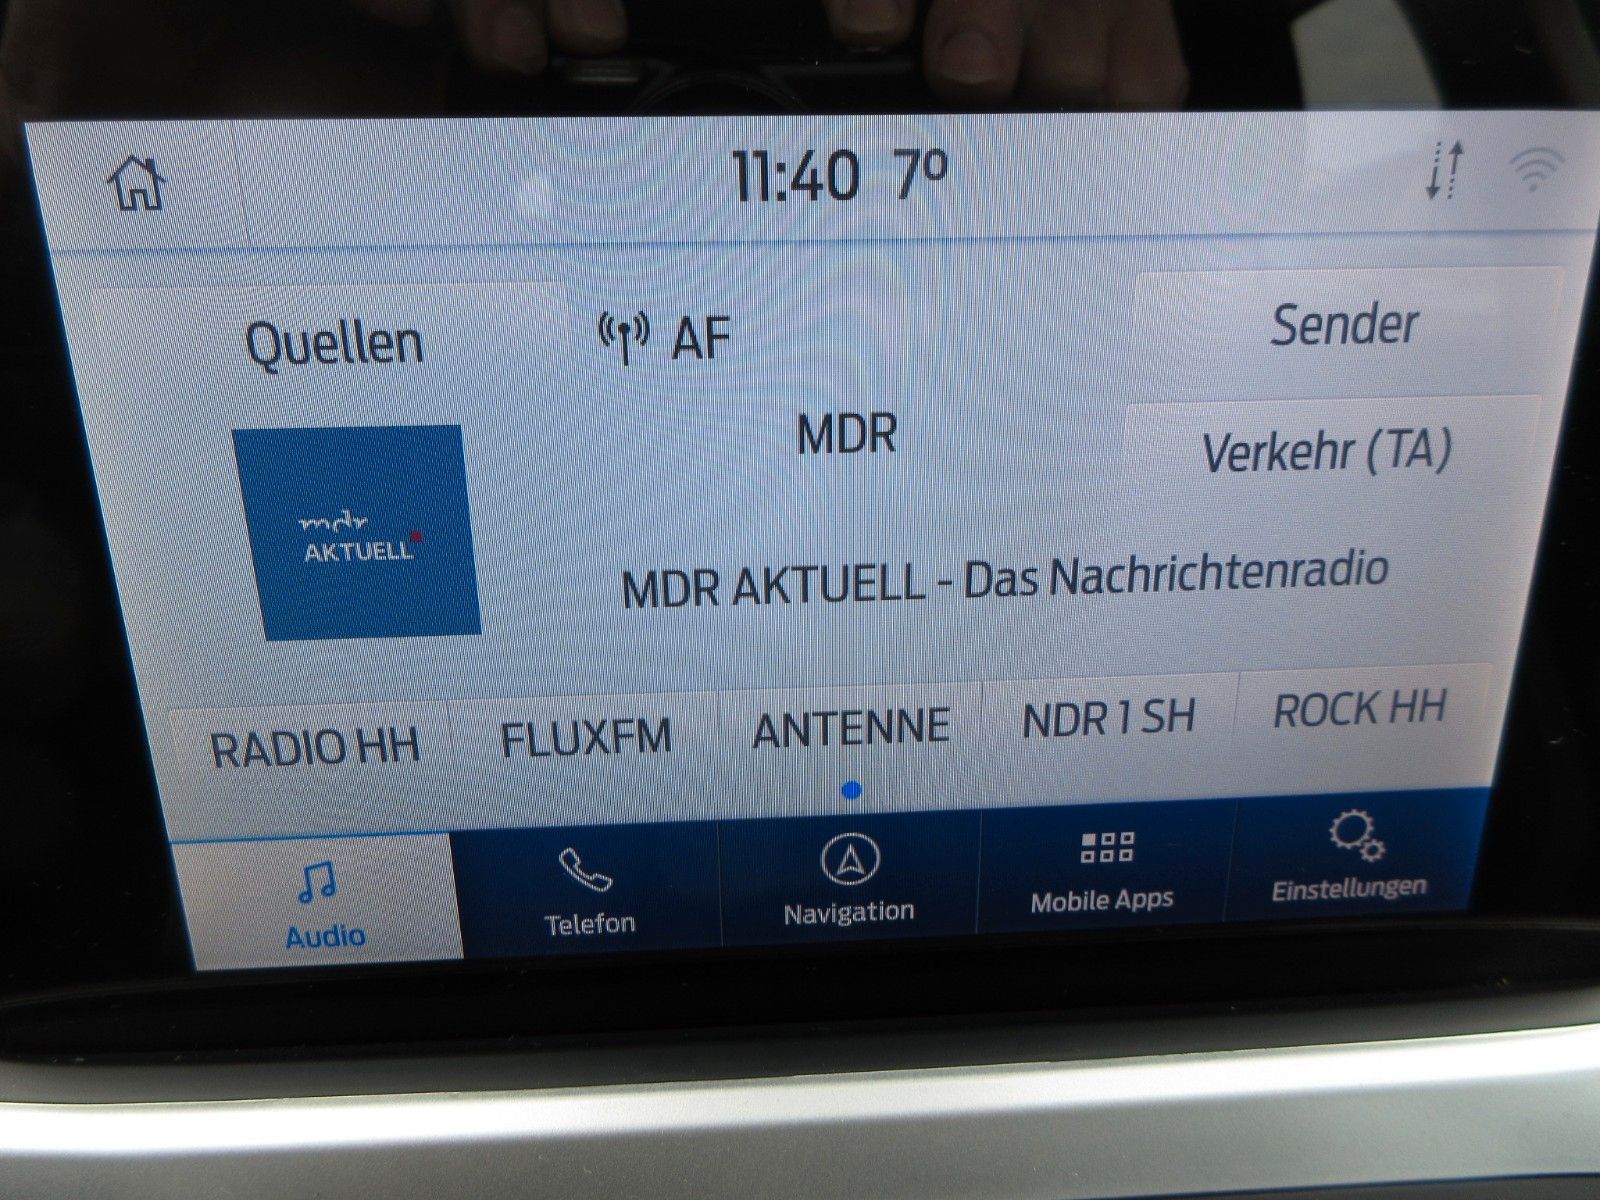 11:40 7°
Quellen
AF
Sender
MDR
Verkehr (TA)
mdr
AKTUELL
MDR AKTUELL - Das Nachrichtenradio
RADIO HH
FLUXFM
ANTENNE
NDR 1 SH
ROCK HH
Audio
Telefon
Navigation
Mobile Apps
Einstellungen